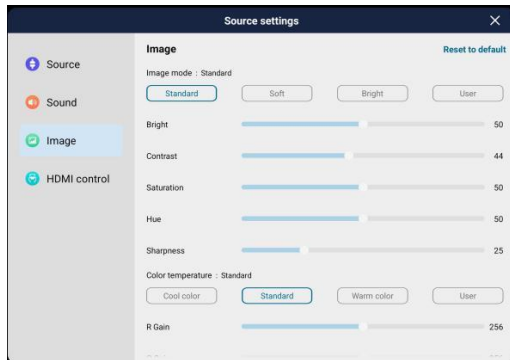 Source settings
Image
Reset to default
Source
Sound
Image
HDMI control
Image mode : Standard
Standard Soft Bright User
Bright 50
Contrast 44
Saturation 50
Hue 50
Sharpness 25
Color temperature : Standard
Cool color Standard Warm color User
R Gain 256